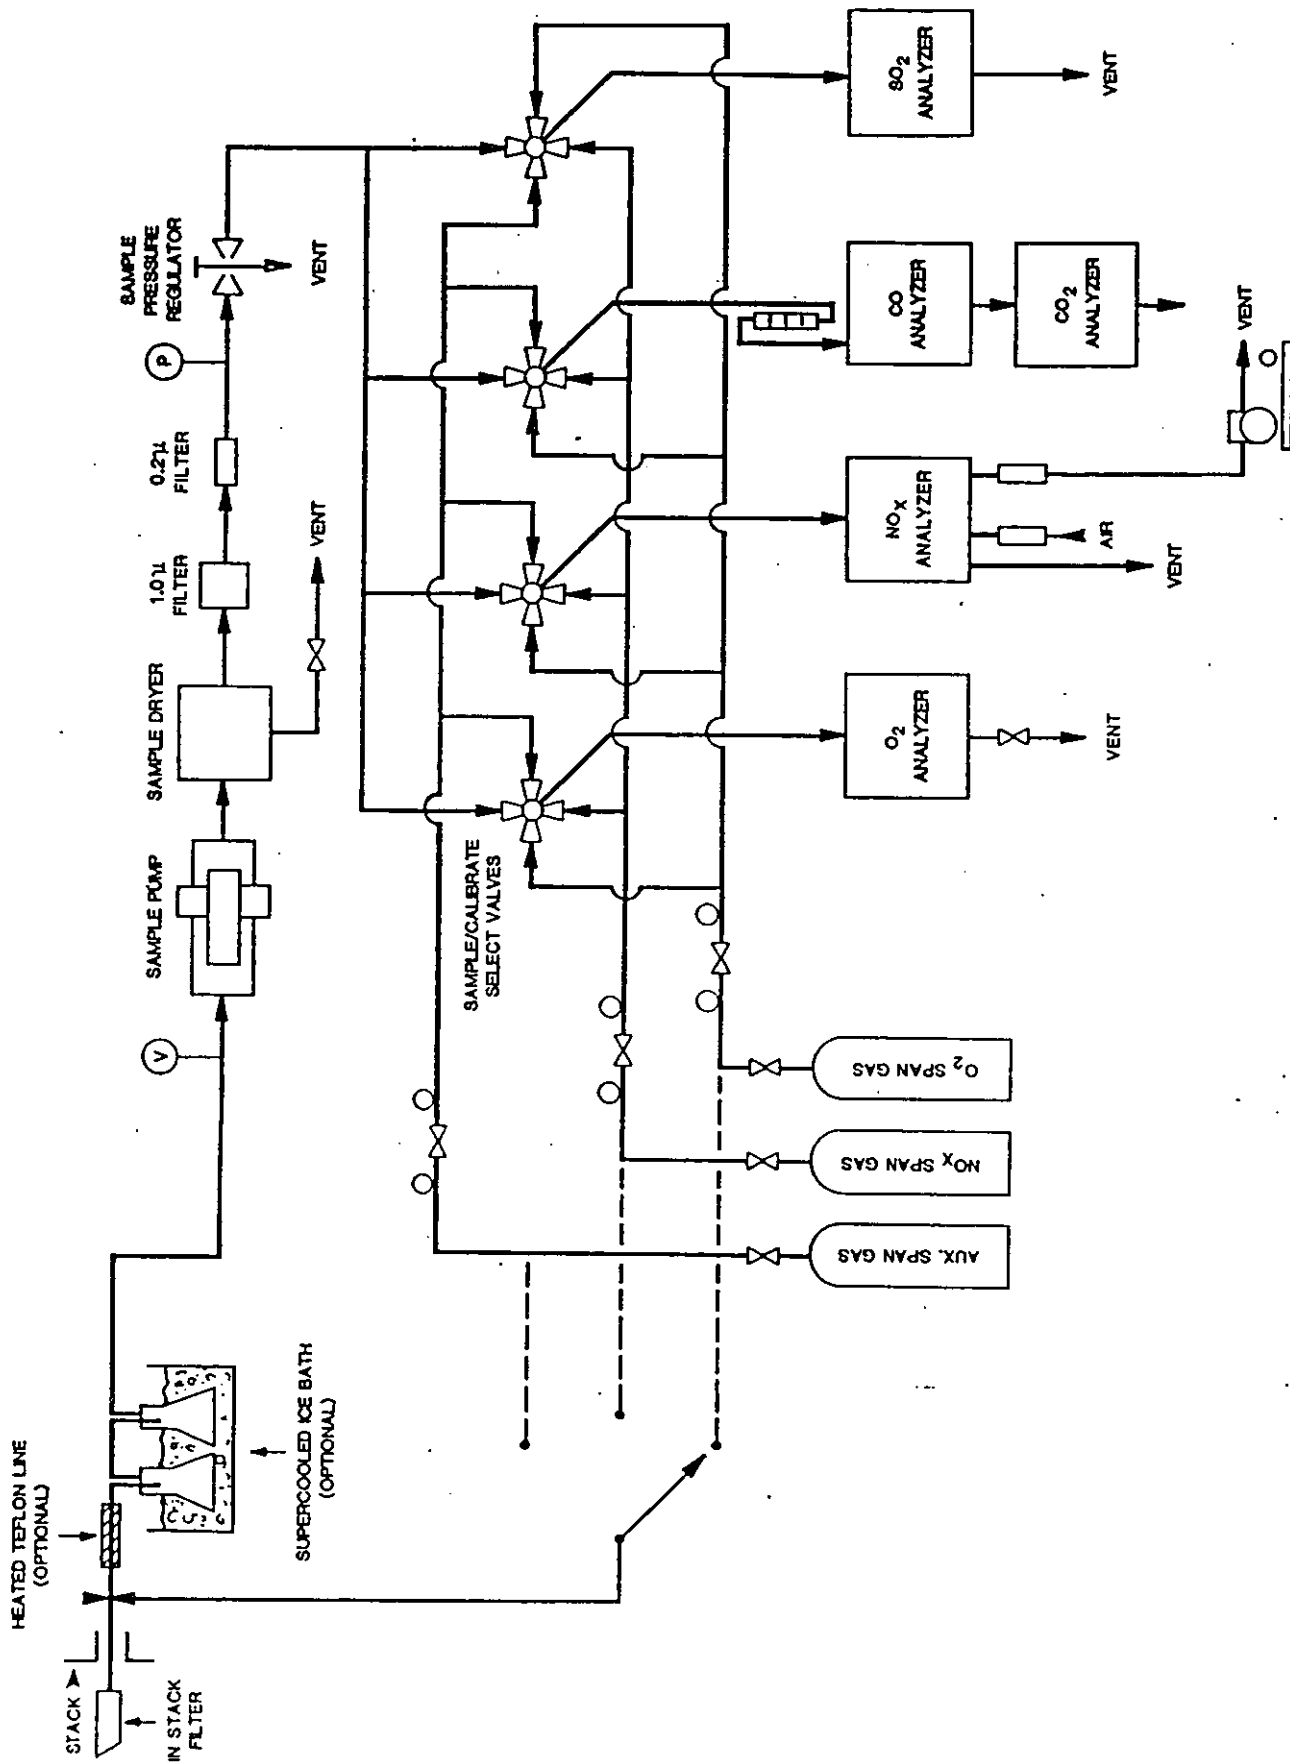 HEATED TEFLON LINE
(OPTIONAL)
STACK
IN STACK
FILTER
SUPERCOOLED ICE BATH
(OPTIONAL)
V
SAMPLE PUMP
SAMPLE DRYER
VENT
1.0µ
FILTER
0.2µ
FILTER
P
SAMPLE
PRESSURE
REGULATOR
VENT
SAMPLE/CALIBRATE
SELECT VALVES
AUX. SPAN GAS
NOX SPAN GAS
O2 SPAN GAS
O2
ANALYZER
VENT
NOX
ANALYZER
VENT
AIR
VENT
CO
ANALYZER
CO2
ANALYZER
SO2
ANALYZER
VENT